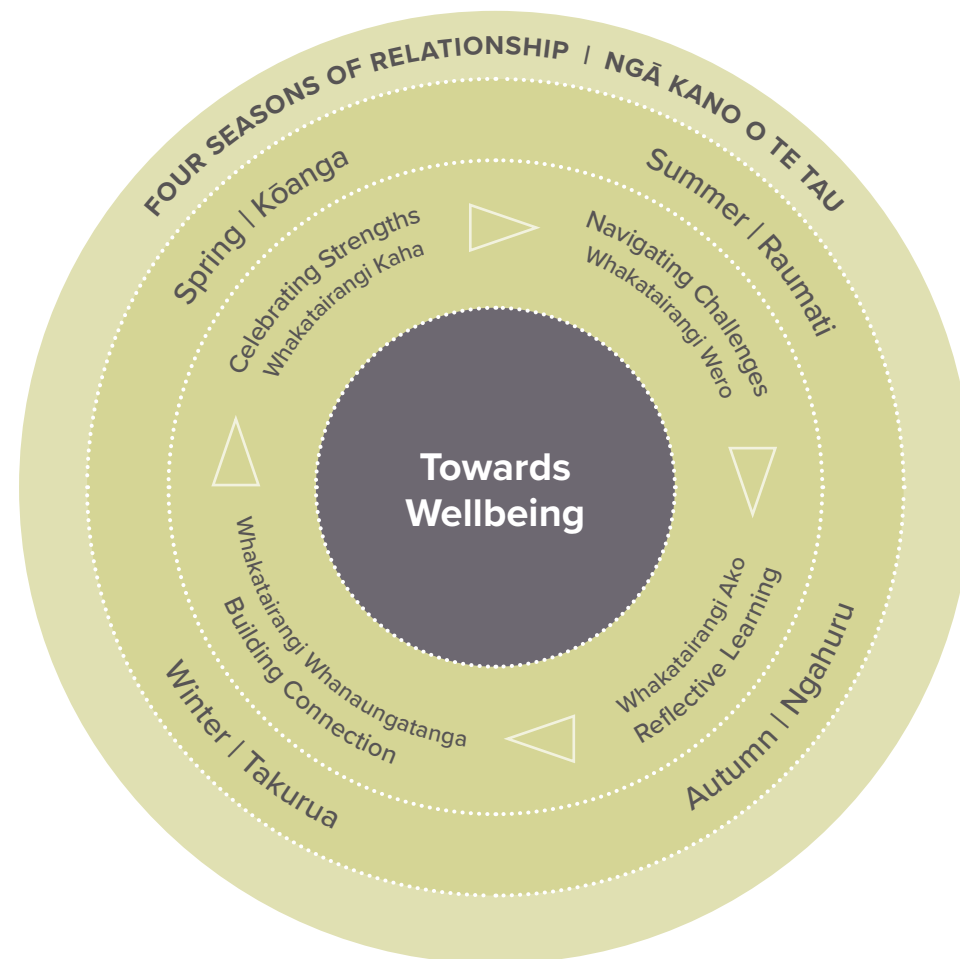 FOUR SEASONS OF RELATIONSHIP | NGĀ KANO O TE TAU
Spring | Kōanga
Celebrating Strengths
Whakatairangi Kaha
Summer | Raumati
Navigating Challenges
Whakatairangi Wero
Autumn | Ngahuru
Whakatairangi Ako
Reflective Learning
Winter | Takurua
Whakatairangi Whanaungatanga
Building Connection
Towards
Wellbeing